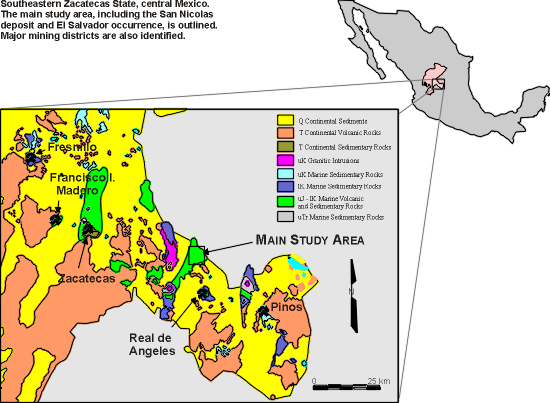 Southeastern Zacatecas State, central Mexico.
The main study area, including the San Nicolas
deposit and El Salvador occurrence, is outlined.
Major mining districts are also identified.
Q Continental Sediments
T Continental Volcanic Rocks
T Continental Sedimentary Rocks
uK Granitic Intrusions
uK Marine Sedimentary Rocks
lK Marine Sedimentary Rocks
uJ - lK Marine Volcanic
and Sedimentary Rocks
uTr Marine Sedimentary Rocks
Fresnillo
Francisco I.
Madero
MAIN STUDY AREA
Zacatecas
N
Pinos
Real de
Angeles
0
25 km